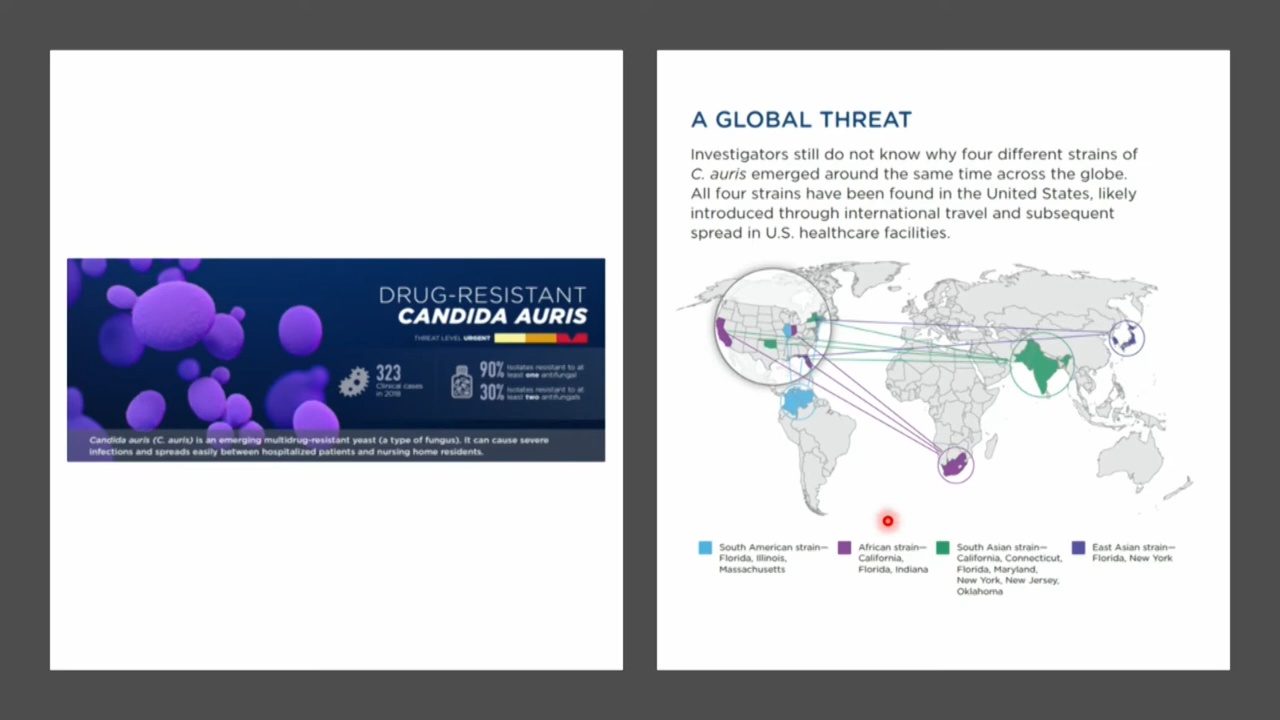 DRUG-RESISTANT
CANDIDA AURIS
THREAT LEVEL URGENT
323
Clinical cases
in 2018
90% Isolates resistant to at
least one antifungal
30% Isolates resistant to at
least two antifungals
Candida auris (C. auris) is an emerging multidrug-resistant yeast (a type of fungus). It can cause severe
infections and spreads easily between hospitalized patients and nursing home residents.
A GLOBAL THREAT
Investigators still do not know why four different strains of
C. auris emerged around the same time across the globe.
All four strains have been found in the United States, likely
introduced through international travel and subsequent
spread in U.S. healthcare facilities.
South American strain—
Florida, Illinois,
Massachusetts
African strain—
California,
Florida, Indiana
South Asian strain—
California, Connecticut,
Florida, Maryland,
New York, New Jersey,
Oklahoma
East Asian strain—
Florida, New York